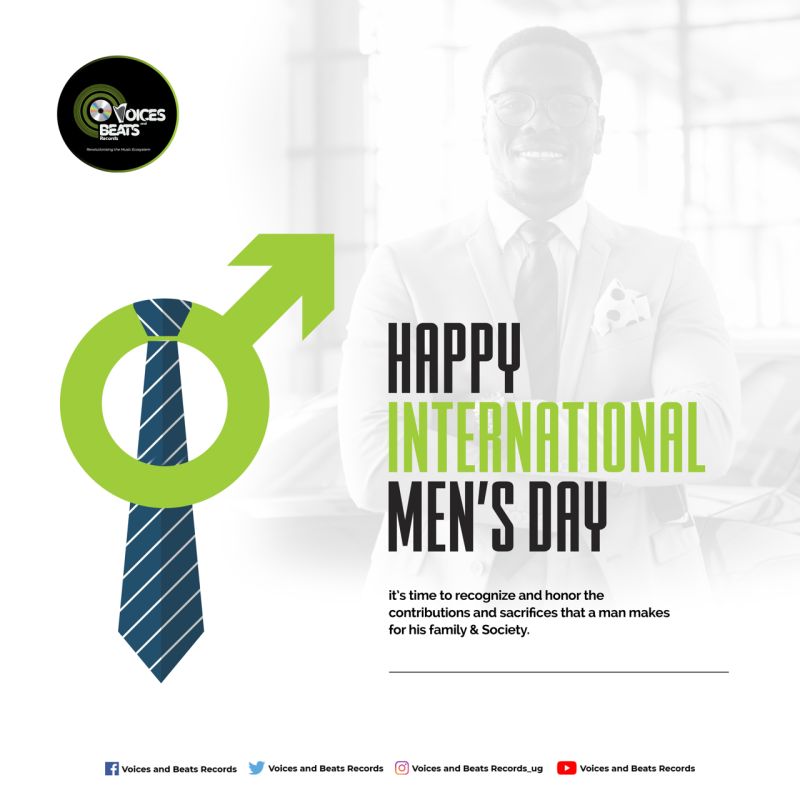 VOICES
and
BEATS
Records
Revolutionising the Music Ecosystem
HAPPY
INTERNATIONAL
MEN'S DAY
it's time to recognize and honor the
contributions and sacrifices that a man makes
for his family & Society.
Voices and Beats Records Voices and Beats Records Voices and Beats Records_ug Voices and Beats Records